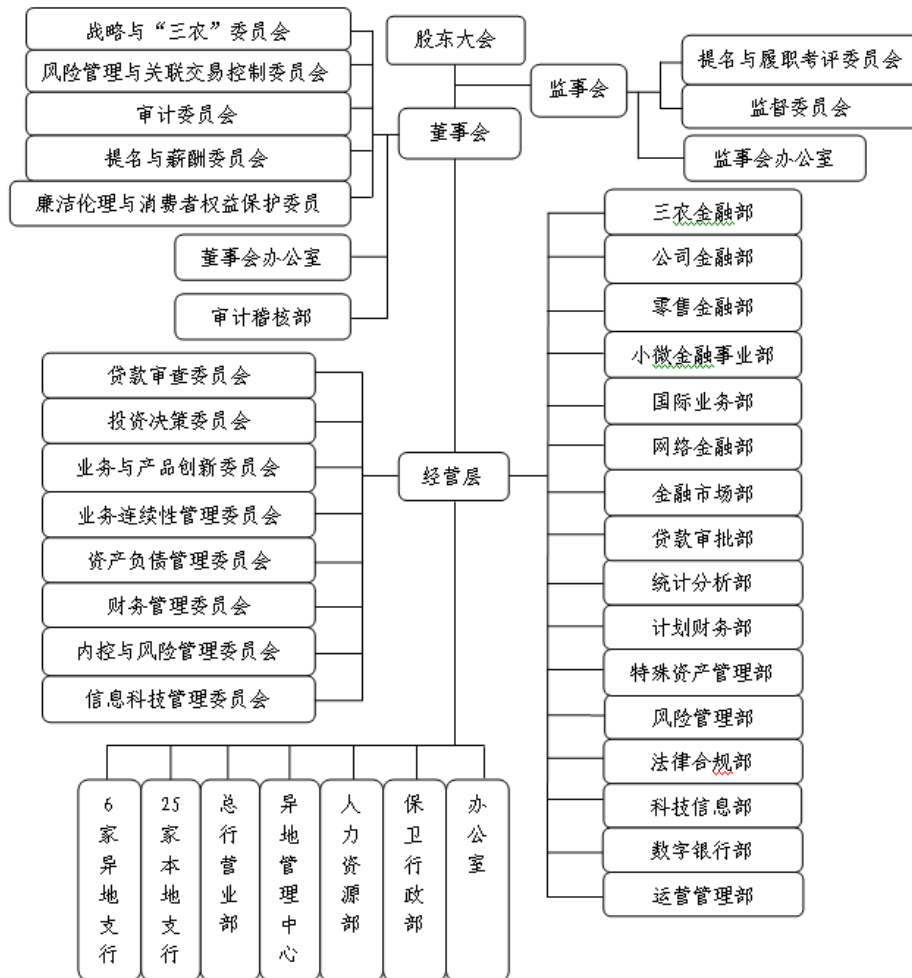 股东大会
监事会
提名与履职考评委员会
监督委员会
监事会办公室
董事会
战略与“三农”委员会
风险管理与关联交易控制委员会
审计委员会
提名与薪酬委员会
廉洁伦理与消费者权益保护委员
董事会办公室
审计稽核部
经营层
贷款审查委员会
投资决策委员会
业务与产品创新委员会
业务连续性管理委员会
资产负债管理委员会
财务管理委员会
内控与风险管理委员会
信息科技管理委员会
三农金融部
公司金融部
零售金融部
小微金融事业部
国际业务部
网络金融部
金融市场部
贷款审批部
统计分析部
计划财务部
特殊资产管理部
风险管理部
法律合规部
科技信息部
数字银行部
运营管理部
6家异地支行
25家本地支行
总行营业部
异地管理中心
人力资源部
保卫行政部
办公室